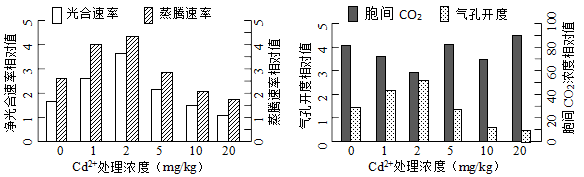 光合速率 蒸腾速率
净光合速率相对值
5
4
3
2
1
0
5
4
3
2
1
0
蒸腾速率相对值
0 1 2 5 10 20
Cd²⁺处理浓度(mg/kg)
胞间 CO₂
气孔开度
气孔开度相对值
5
4
3
2
1
0
100
80
60
40
20
0
胞间CO₂浓度相对值
0 1 2 5 10 20
Cd²⁺处理浓度(mg/kg)